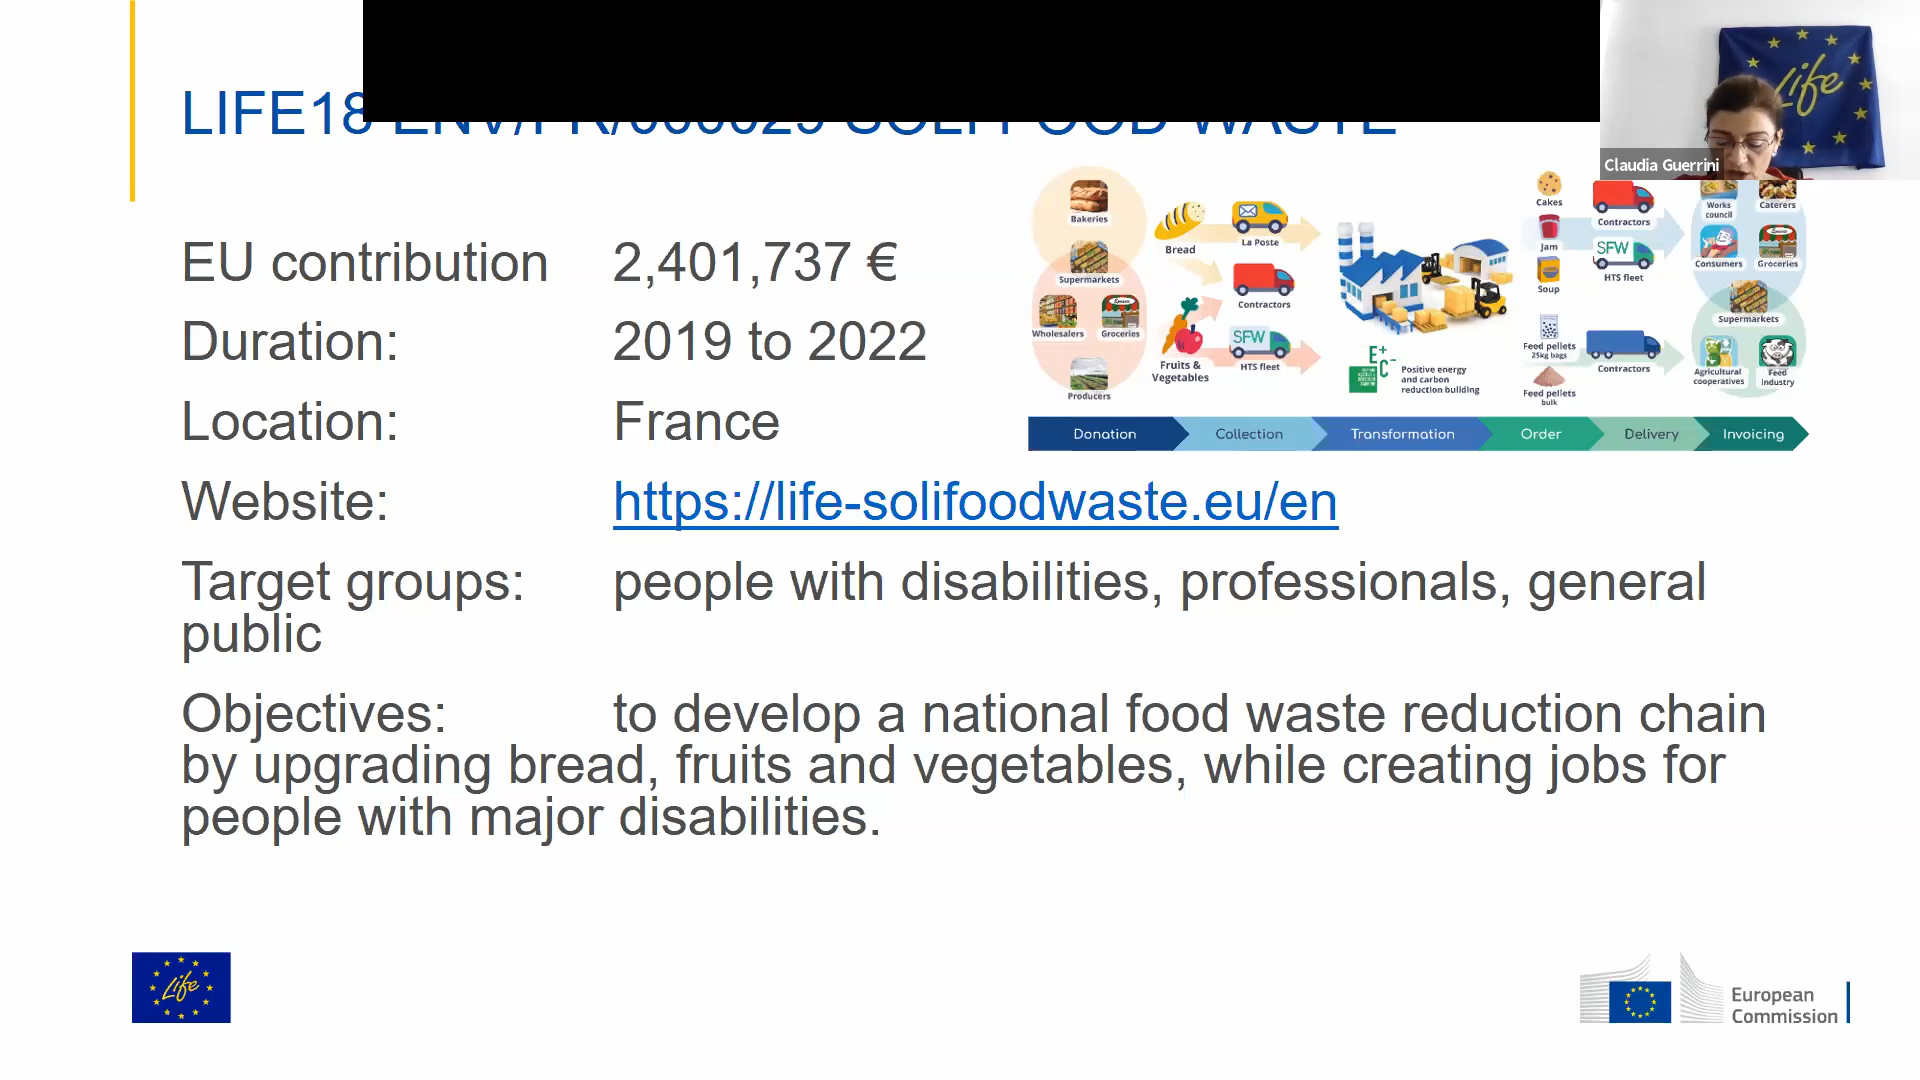 LIFE18 ENV/FR/000025 SOLI FOOD WASTE
Life
Claudia Guerrini
EU contribution 2,401,737 €
Duration: 2019 to 2022
Location: France
Website: https://life-solifoodwaste.eu/en
Target groups: people with disabilities, professionals, general
public
Objectives: to develop a national food waste reduction chain
by upgrading bread, fruits and vegetables, while creating jobs for
people with major disabilities.
Bakeries
Supermarkets
Wholesalers
Groceries
Producers
Bread
Fruits &
Vegetables
La Poste
Contractors
SFW
HTS fleet
E+
C-
Positive energy
and carbon
reduction building
Cakes
Jam
Soup
Feed pellets
25kg bags
Feed pellets
bulk
Contractors
SFW
HTS fleet
Contractors
Works
council
Caterers
Consumers
Groceries
Supermarkets
Agricultural
cooperatives
Feed
industry
Donation
Collection
Transformation
Order
Delivery
Invoicing
Life
European
Commission